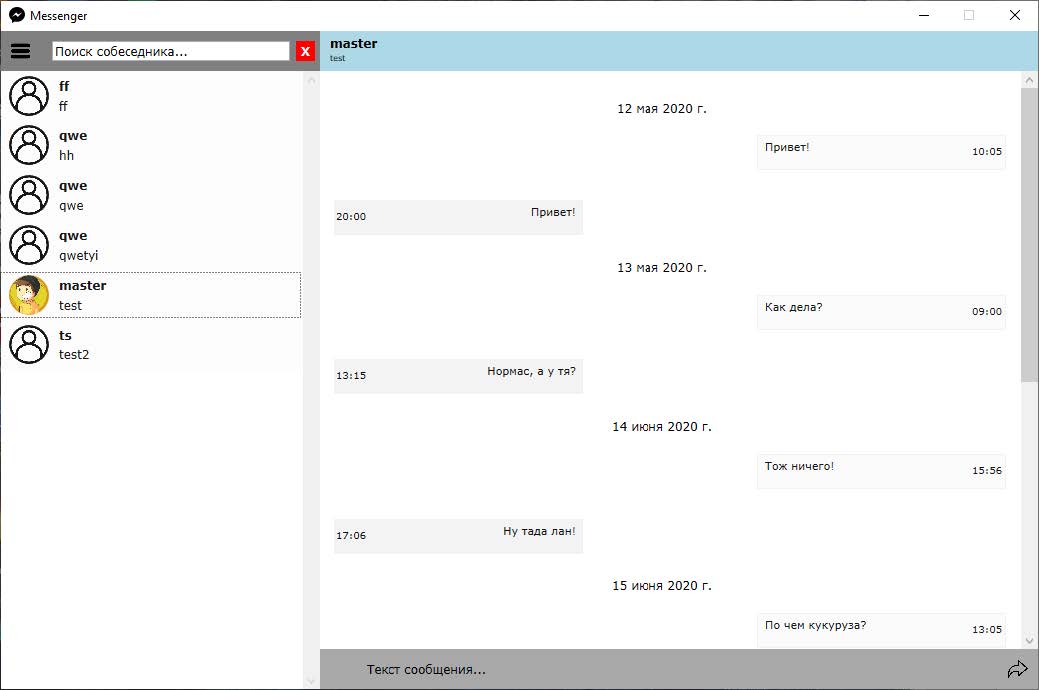 Messenger
Поиск собеседника...
X
ff
ff
qwe
hh
qwe
qwe
qwe
qwetyi
master
test
ts
test2
master
test
12 мая 2020 г.
Привет!
10:05
20:00
Привет!
13 мая 2020 г.
Как дела?
09:00
13:15
Нормас, а у тя?
14 июня 2020 г.
Тож ничего!
15:56
17:06
Ну тада лан!
15 июня 2020 г.
По чем кукуруза?
13:05
Текст сообщения...